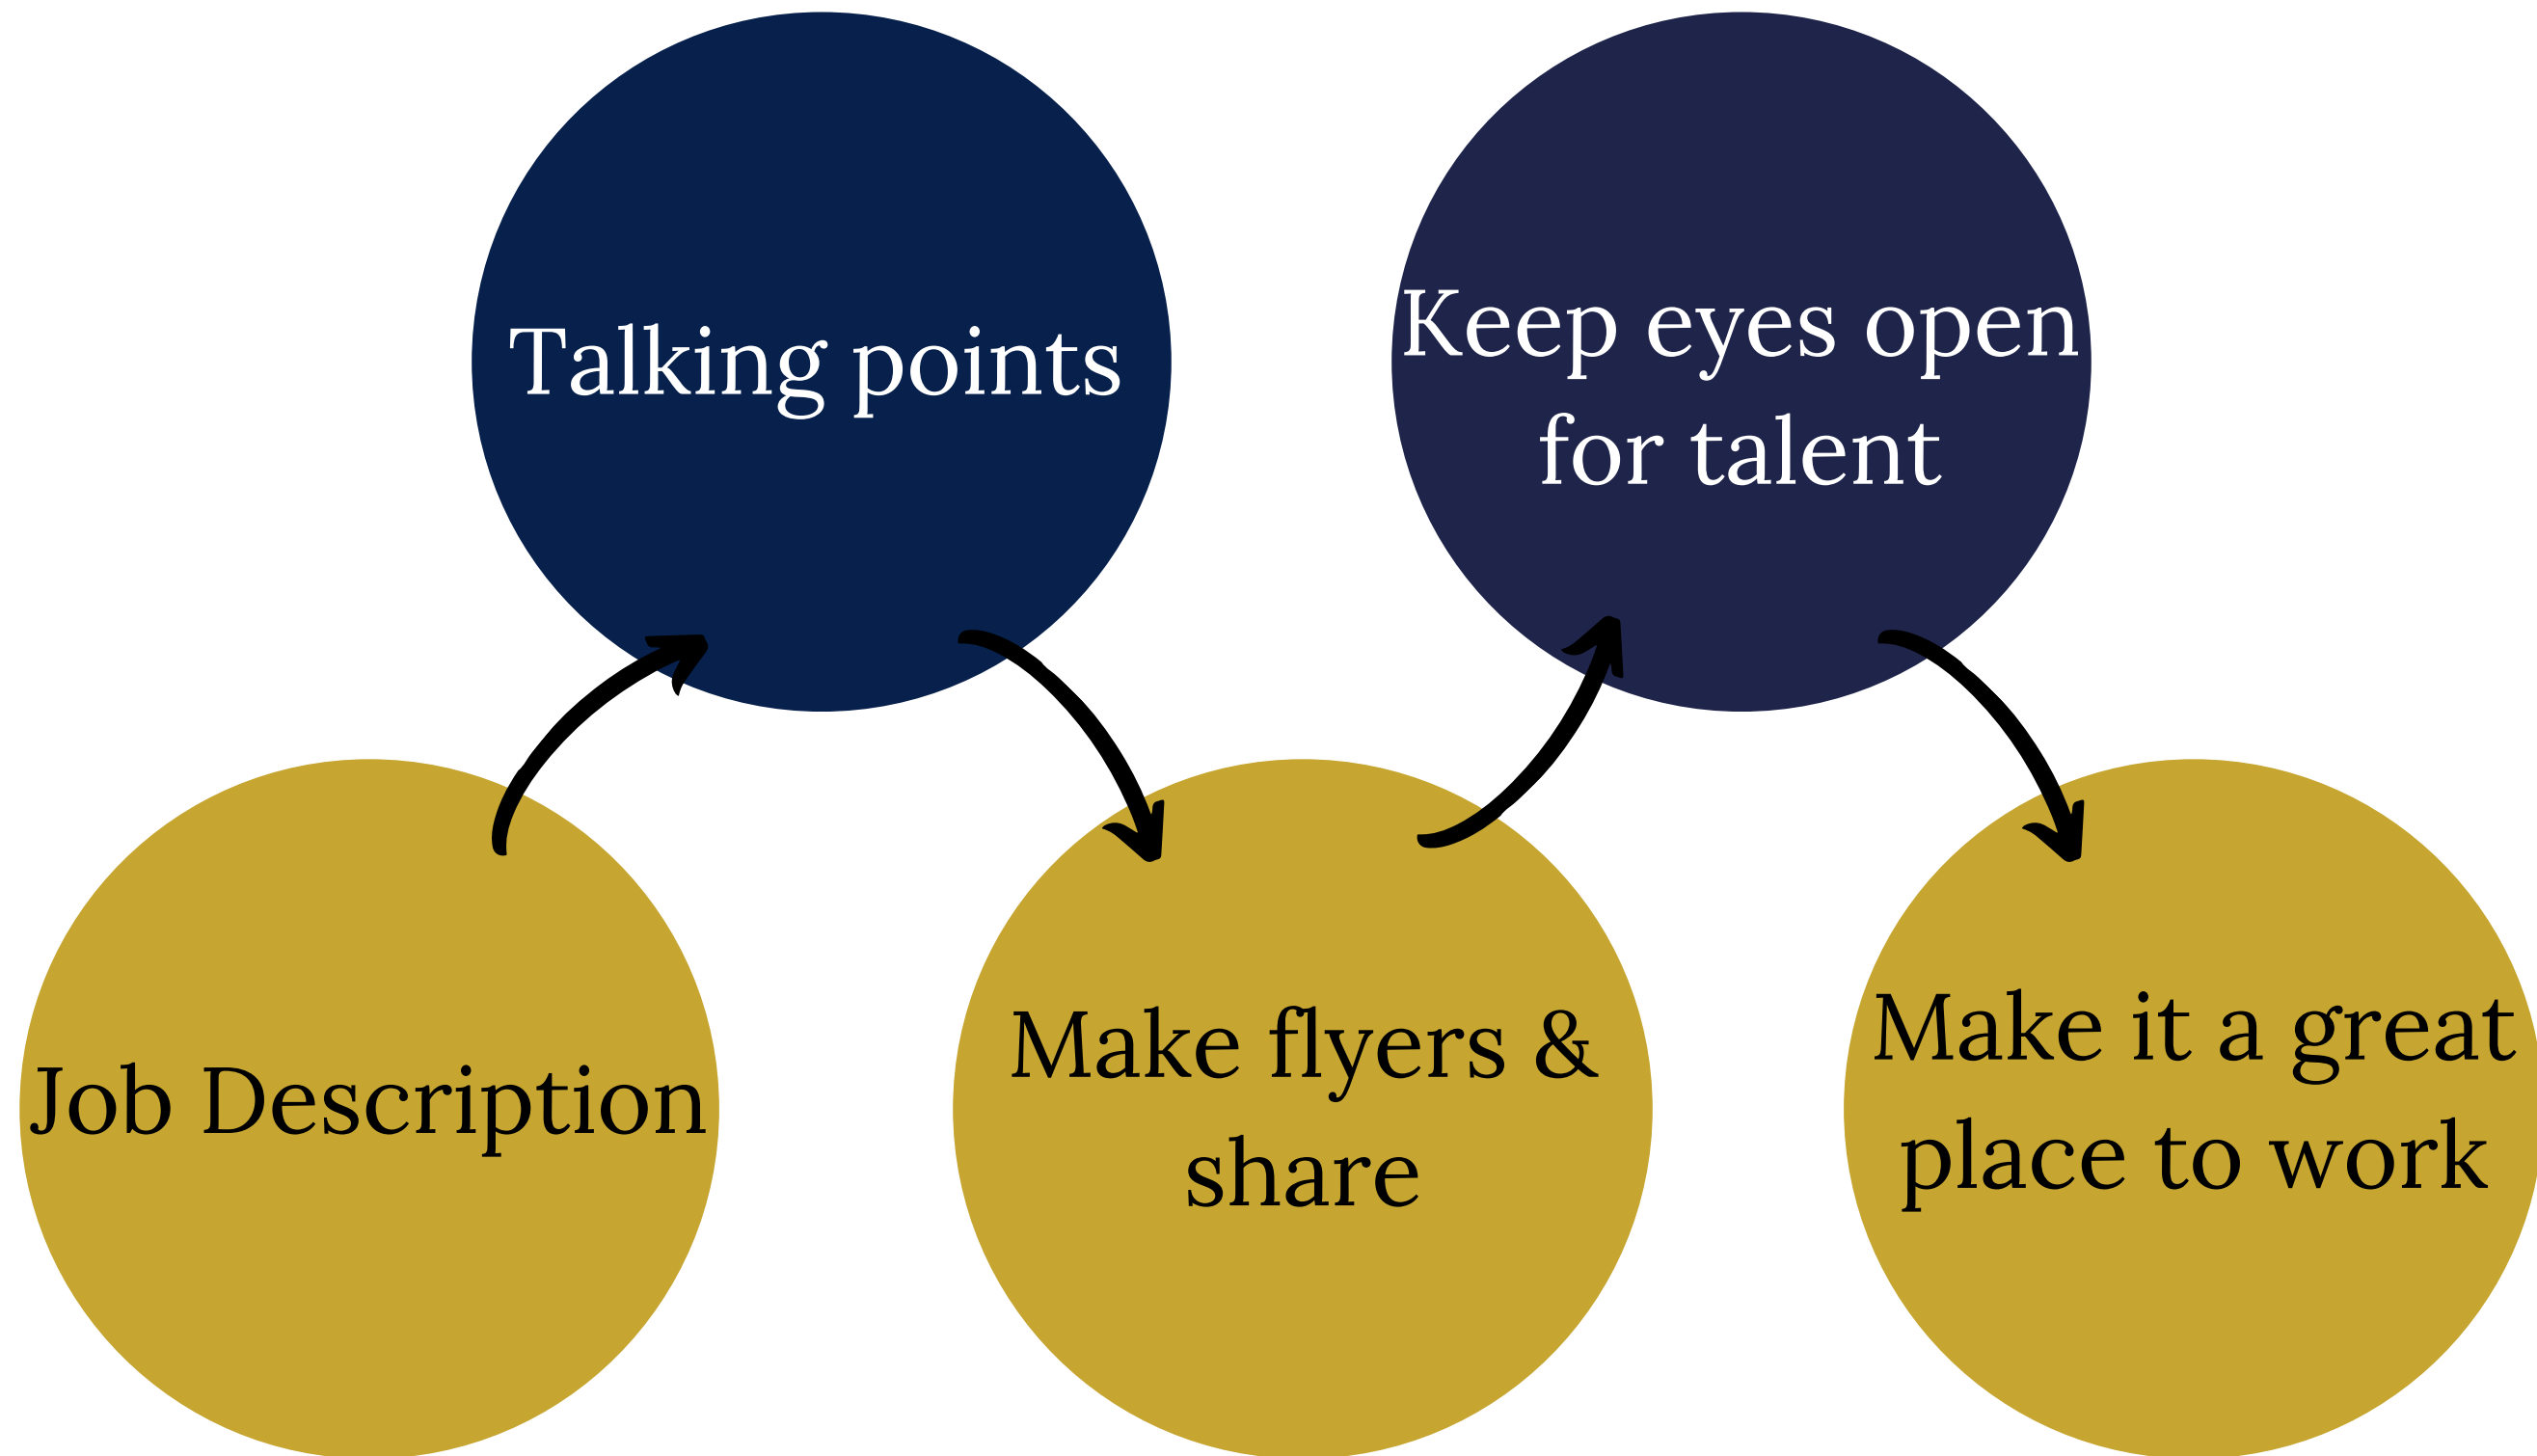 Job Description
Talking points
Make flyers &
share
Keep eyes open
for talent
Make it a great
place to work